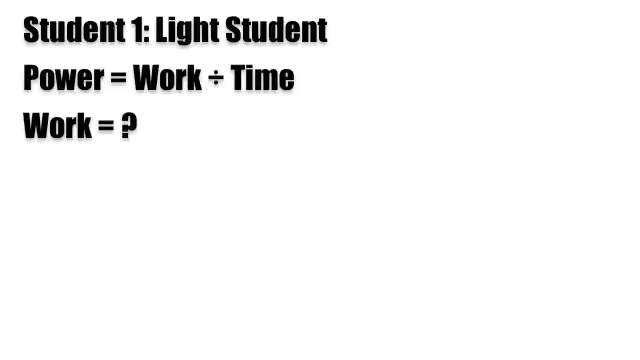 Student 1: Light Student
Power = Work ÷ Time
Work = ?